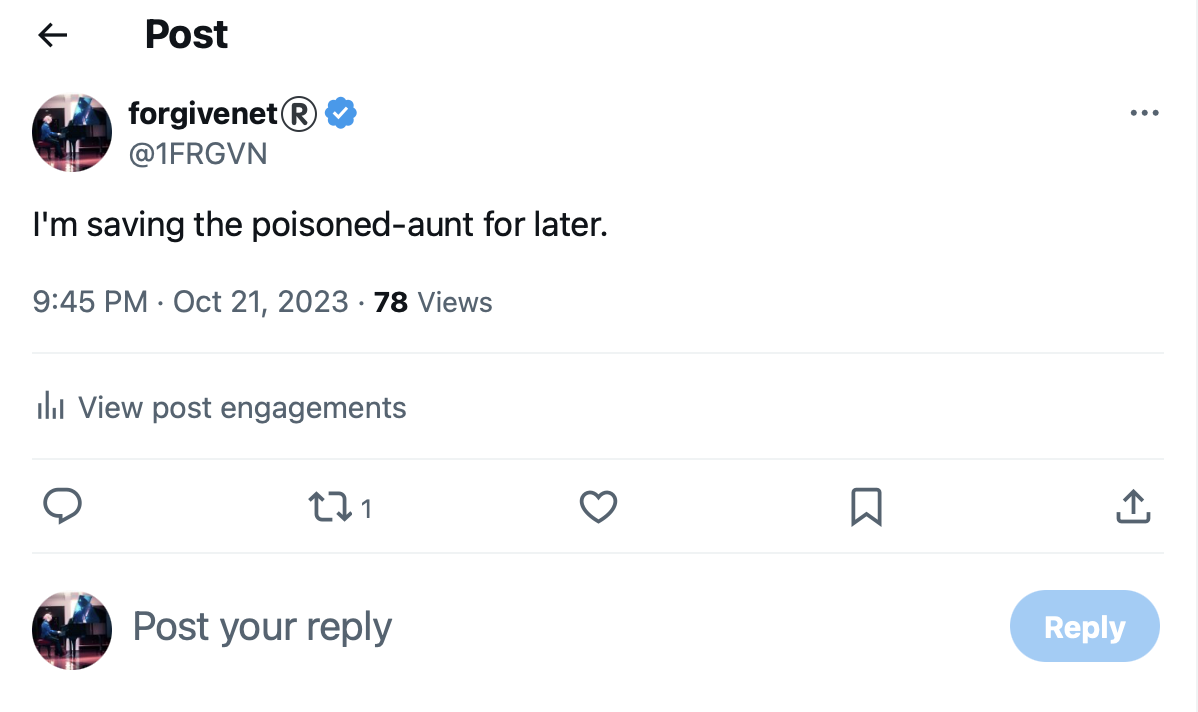 Post
forgivenet®
@1FRGVN
I'm saving the poisoned-aunt for later.
9:45 PM · Oct 21, 2023 · 78 Views
View post engagements
1
Post your reply
Reply